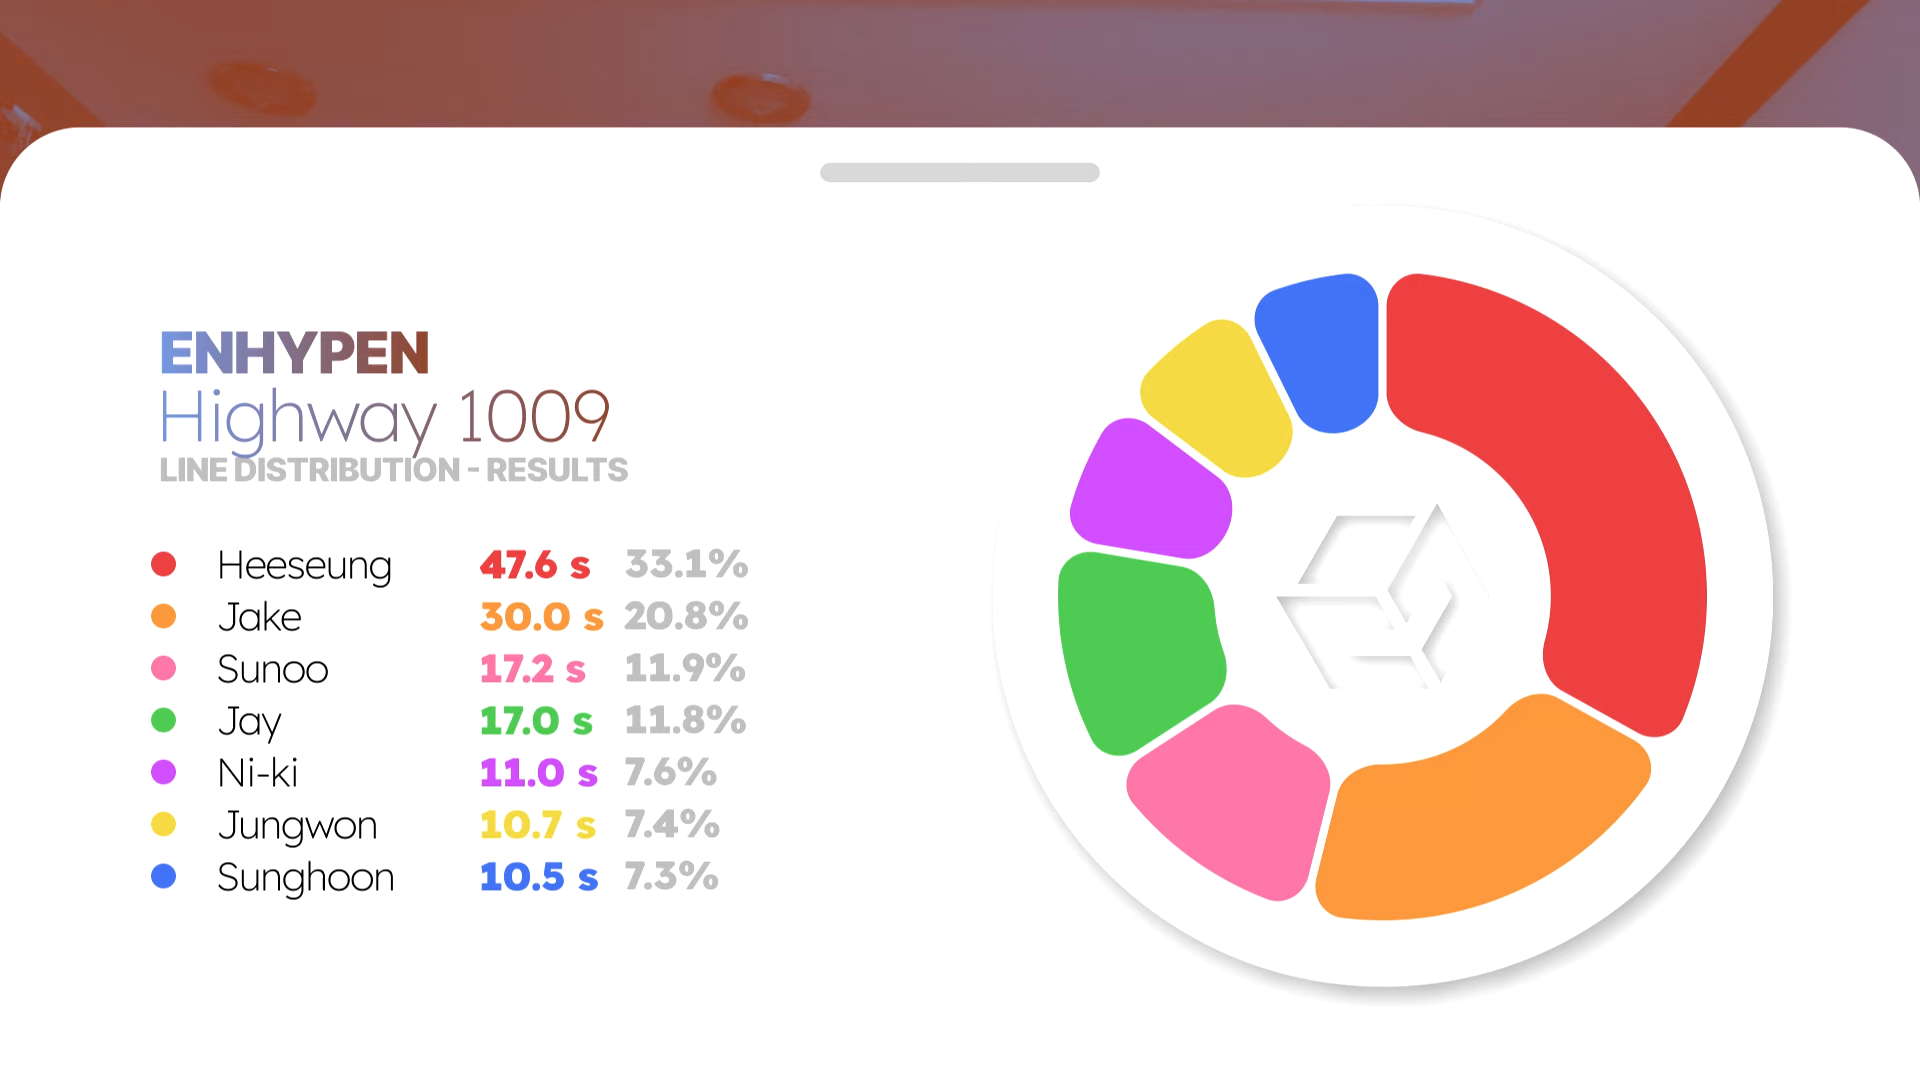 ENHYPEN
Highway 1009
LINE DISTRIBUTION - RESULTS
Heeseung 47.6 s 33.1%
Jake 30.0 s 20.8%
Sunoo 17.2 s 11.9%
Jay 17.0 s 11.8%
Ni-ki 11.0 s 7.6%
Jungwon 10.7 s 7.4%
Sunghoon 10.5 s 7.3%